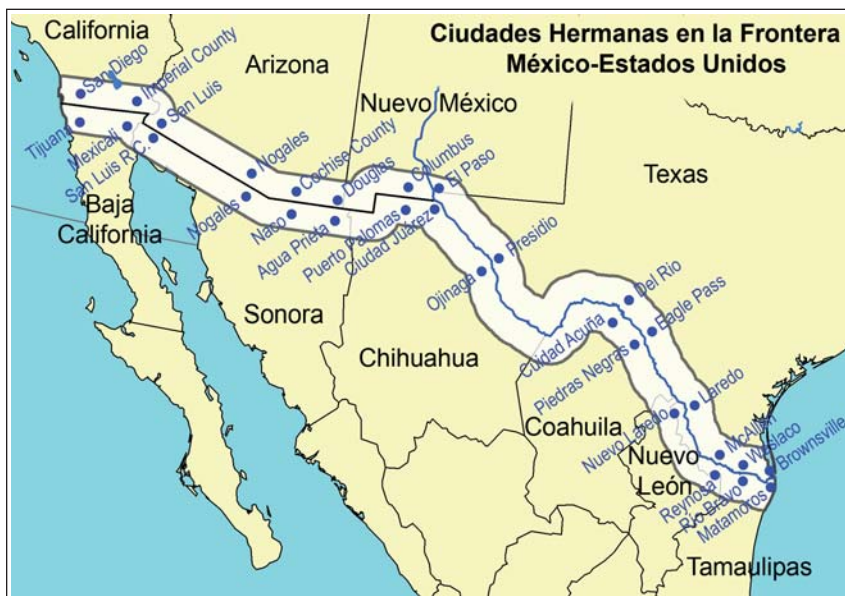 Ciudades Hermanas en la Frontera
México-Estados Unidos
California
Arizona
Nuevo México
Texas
San Diego
Imperial County
San Luis
Tijuana
Mexicali
San Luis R.C.
Nogales
Cochise County
Douglas
Columbus
El Paso
Nogales
Naco
Agua Prieta
Puerto Palomas
Ciudad Juárez
Baja
California
Sonora
Chihuahua
Presidio
Ojinaga
Del Rio
Eagle Pass
Cuidad Acuña
Piedras Negras
Laredo
Nuevo Laredo
Coahuila
Nuevo
León
McAllen
Weslaco
Brownsville
Reynosa
Río Bravo
Matamoros
Tamaulipas